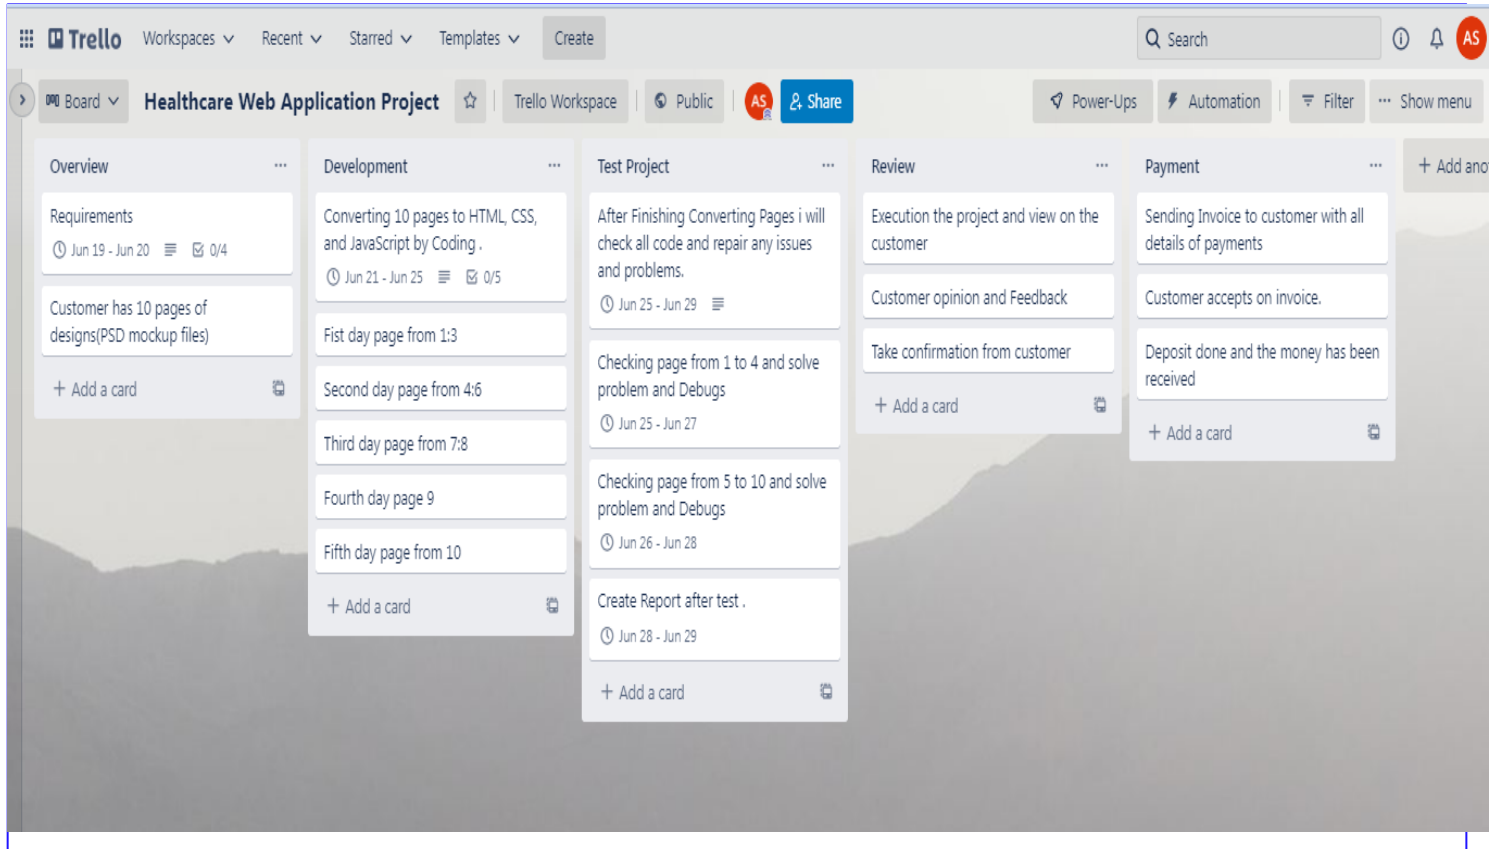 Trello Workspaces Recent Starred Templates Create Search AS
Board Healthcare Web Application Project Trello Workspace Public AS Share Power-Ups Automation Filter ... Show menu
Overview ...
Requirements
Jun 19 - Jun 20 0/4
Customer has 10 pages of
designs(PSD mockup files)
+ Add a card
Development ...
Converting 10 pages to HTML, CSS,
and JavaScript by Coding .
Jun 21 - Jun 25 0/5
Fist day page from 1:3
Second day page from 4:6
Third day page from 7:8
Fourth day page 9
Fifth day page from 10
+ Add a card
Test Project ...
After Finishing Converting Pages i will
check all code and repair any issues
and problems.
Jun 25 - Jun 29
Checking page from 1 to 4 and solve
problem and Debugs
Jun 25 - Jun 27
Checking page from 5 to 10 and solve
problem and Debugs
Jun 26 - Jun 28
Create Report after test .
Jun 28 - Jun 29
+ Add a card
Review ...
Execution the project and view on the
customer
Customer opinion and Feedback
Take confirmation from customer
+ Add a card
Payment ...
Sending Invoice to customer with all
details of payments
Customer accepts on invoice.
Deposit done and the money has been
received
+ Add a card
+ Add ano